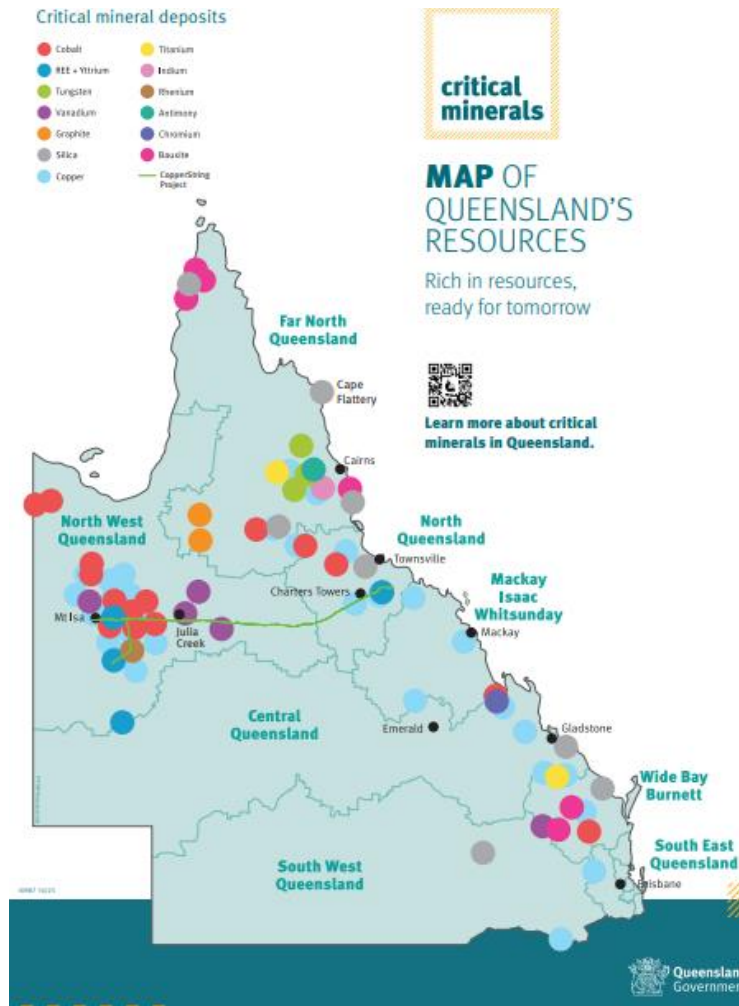 Critical mineral deposits
Cobalt
REE + Yttrium
Tungsten
Vanadium
Graphite
Silica
Copper
Titanium
Indium
Rhenium
Antimony
Chromium
Bauxite
CopperString
Project
critical
minerals
MAP OF
QUEENSLAND'S
RESOURCES
Rich in resources,
ready for tomorrow
Learn more about critical
minerals in Queensland.
Far North
Queensland
Cape
Flattery
Cairns
North West
Queensland
North
Queensland
Townsville
Charters Towers
Mackay
Isaac
Whitsunday
Mt Isa
Julia
Creek
Mackay
Central
Queensland
Emerald
Gladstone
Wide Bay
Burnett
South West
Queensland
South East
Queensland
Brisbane
Queenslan
Governmen